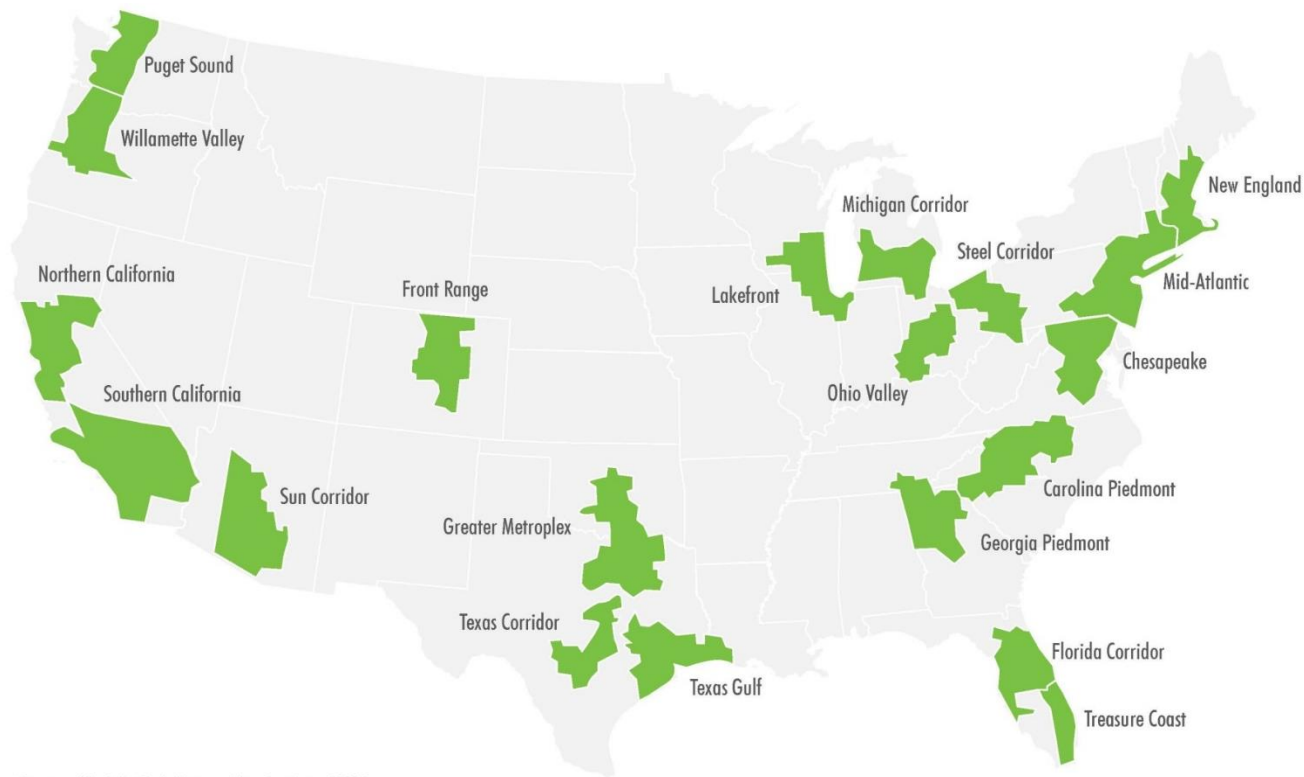 Puget Sound
Willamette Valley
New England
Michigan Corridor
Steel Corridor
Northern California
Front Range
Lakefront
Mid-Atlantic
Chesapeake
Southern California
Ohio Valley
Sun Corridor
Carolina Piedmont
Greater Metroplex
Georgia Piedmont
Texas Corridor
Florida Corridor
Texas Gulf
Treasure Coast